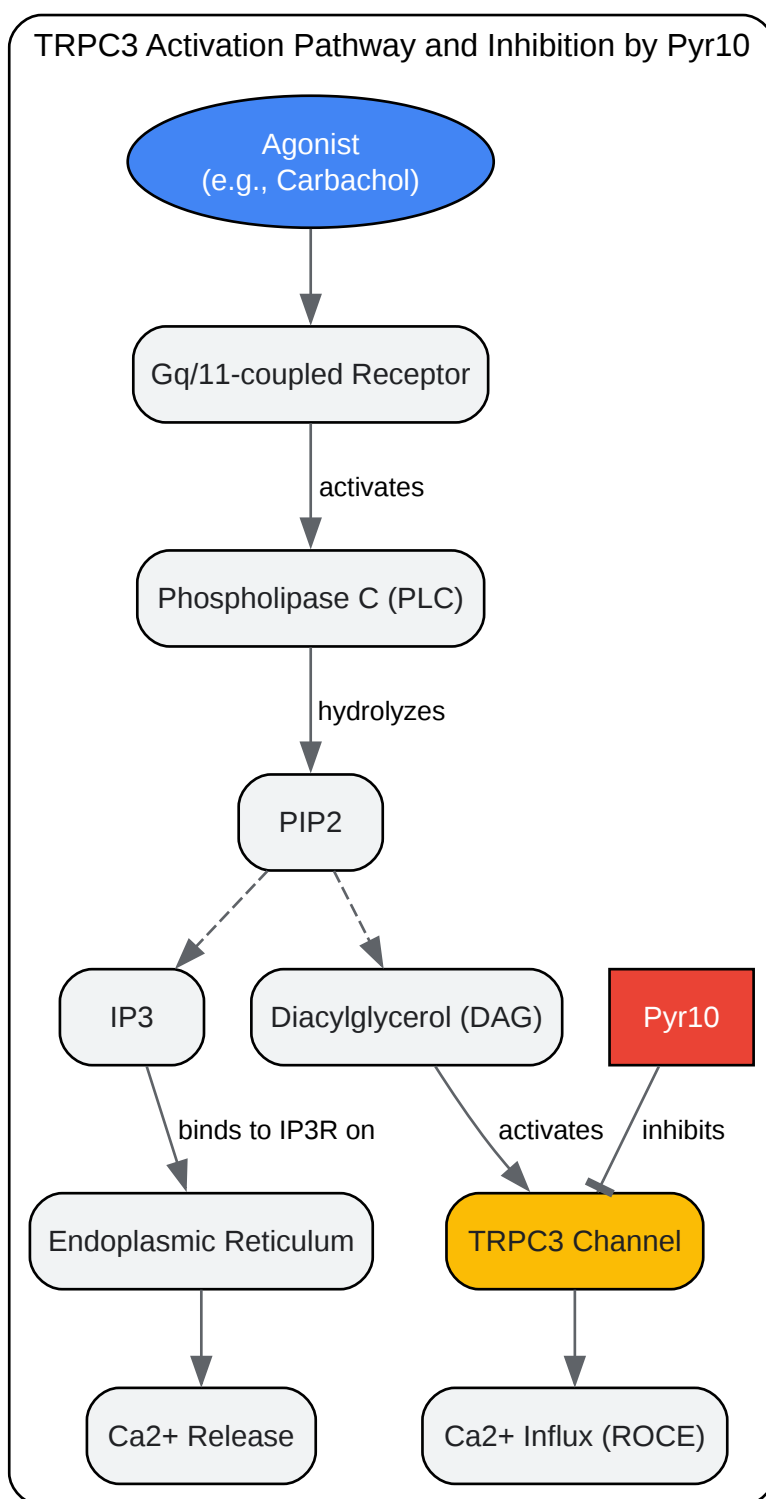 TRPC3 Activation Pathway and Inhibition by Pyr10
Agonist
(e.g., Carbachol)
Gq/11-coupled Receptor
activates
Phospholipase C (PLC)
hydrolyzes
PIP2
IP3
Diacylglycerol (DAG)
Pyr10
binds to IP3R on
activates
inhibits
Endoplasmic Reticulum
TRPC3 Channel
Ca2+ Release
Ca2+ Influx (ROCE)